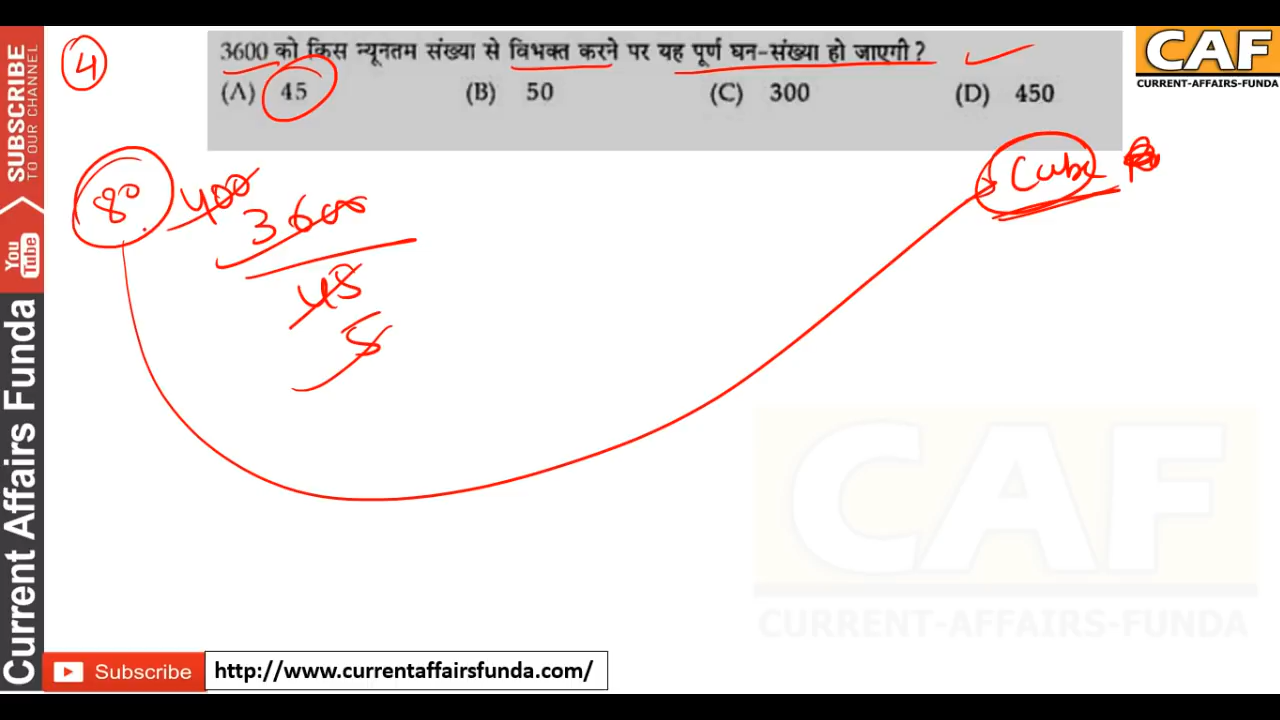 ④
3600 को किस न्यूनतम संख्या से विभक्त करने पर यह पूर्ण घन-संख्या हो जाएगी ?
(A) 45 (B) 50 (C) 300 (D) 450
CAF
CURRENT-AFFAIRS-FUNDA
80
400
3600
45
5
Cube
SUBSCRIBE
TO OUR CHANNEL
You
Tube
Current Affairs Funda
CAF
CURRENT-AFFAIRS-FUNDA
Subscribe
http://www.currentaffairsfunda.com/